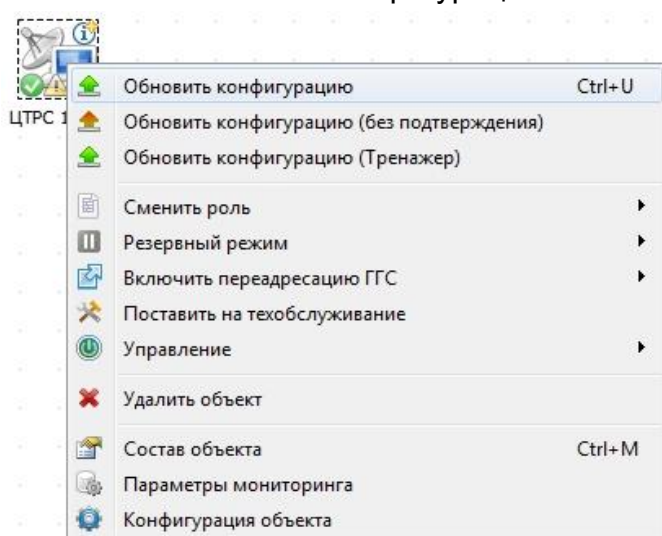 ЦТРС 1
Обновить конфигурацию Ctrl+U
Обновить конфигурацию (без подтверждения)
Обновить конфигурацию (Тренажер)
Сменить роль
Резервный режим
Включить переадресацию ГГС
Поставить на техобслуживание
Управление
Удалить объект
Состав объекта Ctrl+M
Параметры мониторинга
Конфигурация объекта